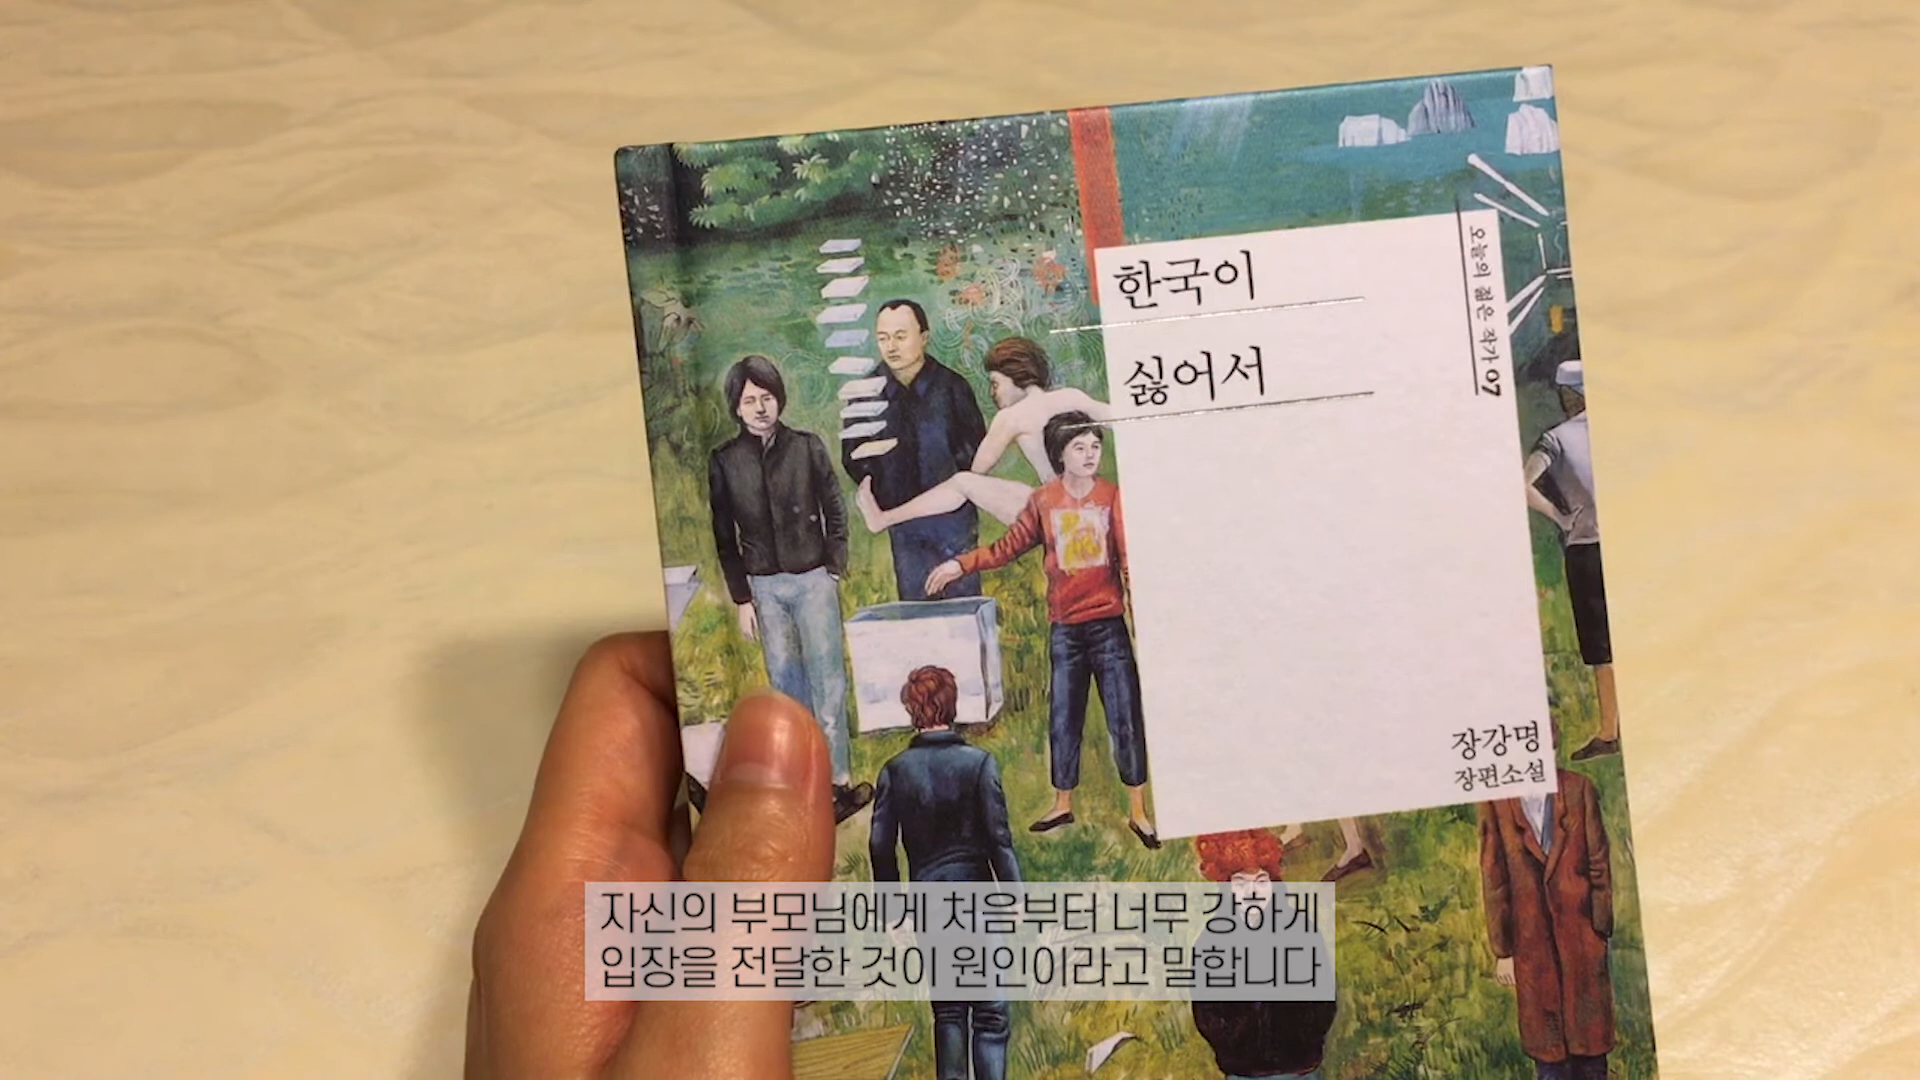 한국이
싫어서
오늘의 젊은 작가 07
장강명
장편소설
자신의 부모님에게 처음부터 너무 강하게
입장을 전달한 것이 원인이라고 말합니다